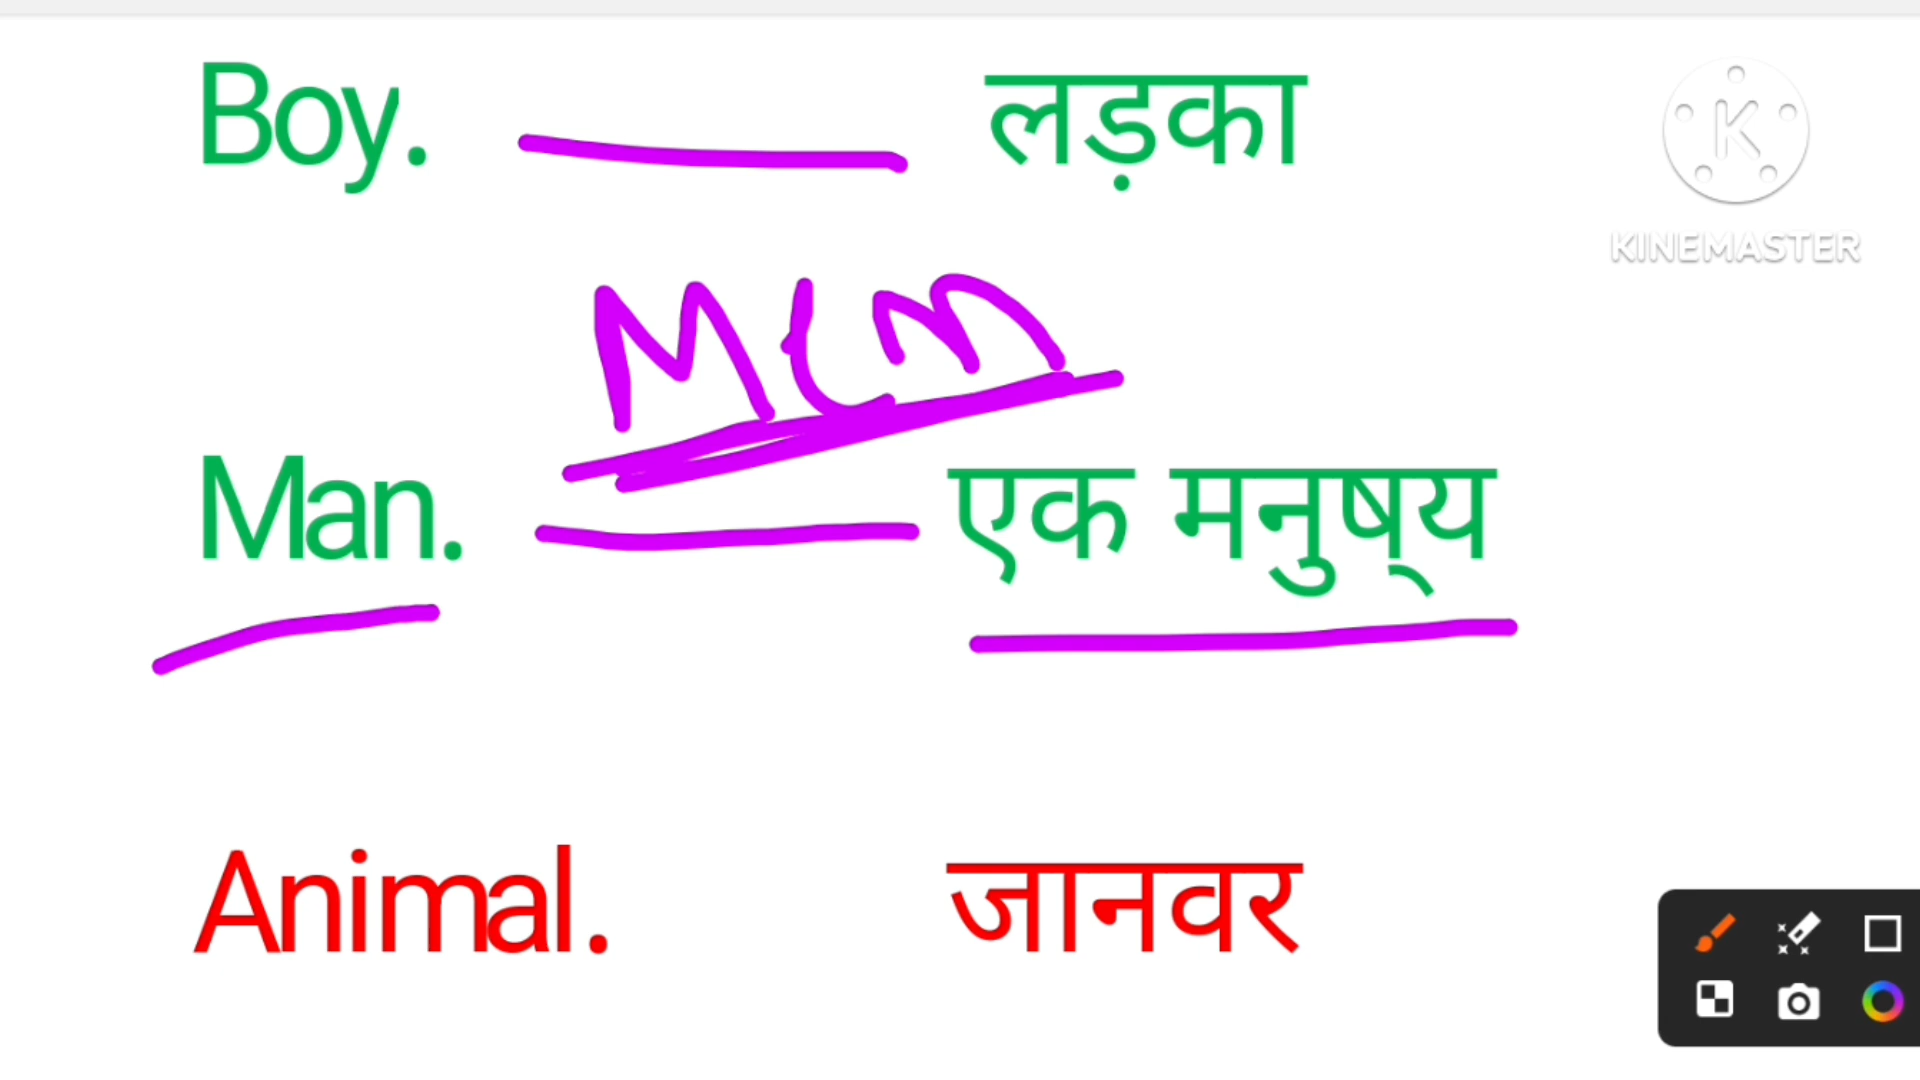 Boy. लड़का
KINEMASTER
Man. एक मनुष्य
Animal. जानवर